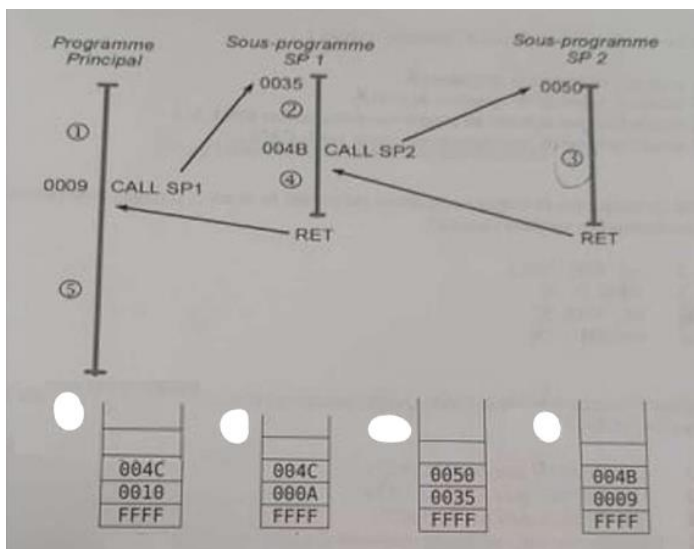 Programme Principal
Sous-programme SP 1
Sous-programme SP 2
0035
0050
①
②
004B CALL SP2
③
0009 CALL SP1
④
RET
RET
⑤
004C
0010
FFFF
004C
000A
FFFF
0050
0035
FFFF
004B
0009
FFFF